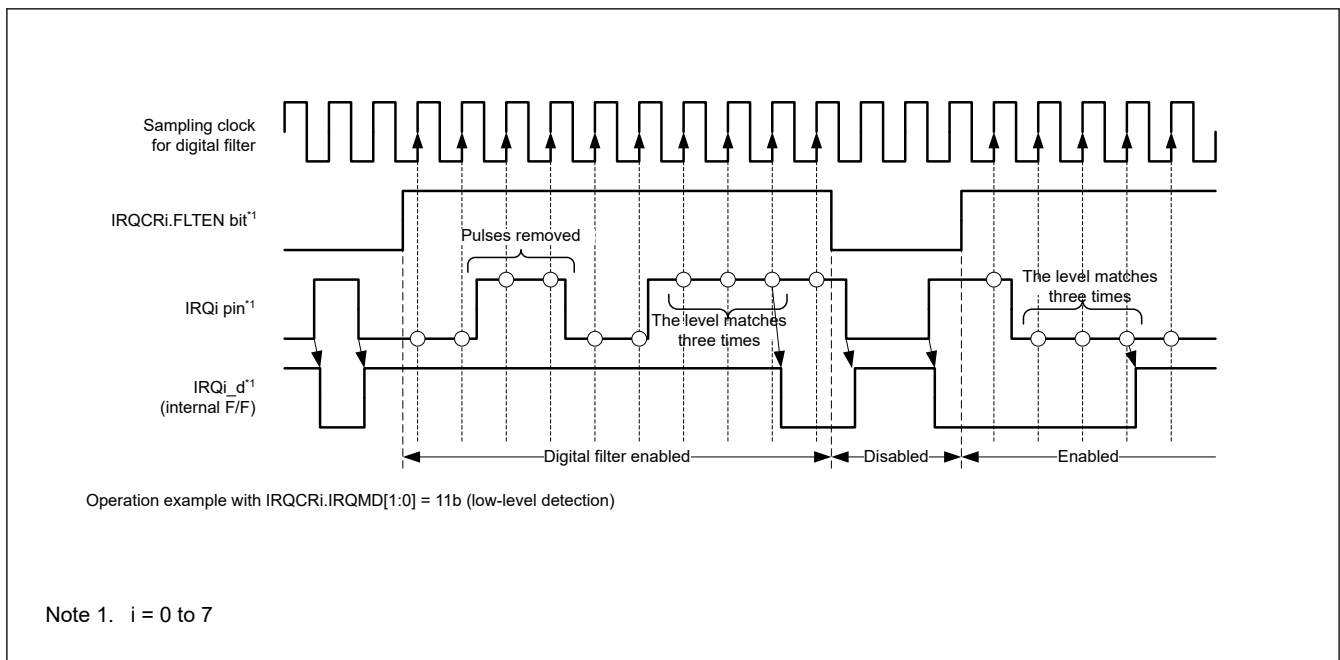 Sampling clock
for digital filter
IRQCRi.FLTEN bit*1
Pulses removed
IRQi pin*1
The level matches
three times
The level matches
three times
IRQi_d*1
(internal F/F)
Digital filter enabled
Disabled
Enabled
Operation example with IRQCRi.IRQMD[1:0] = 11b (low-level detection)
Note 1. i = 0 to 7